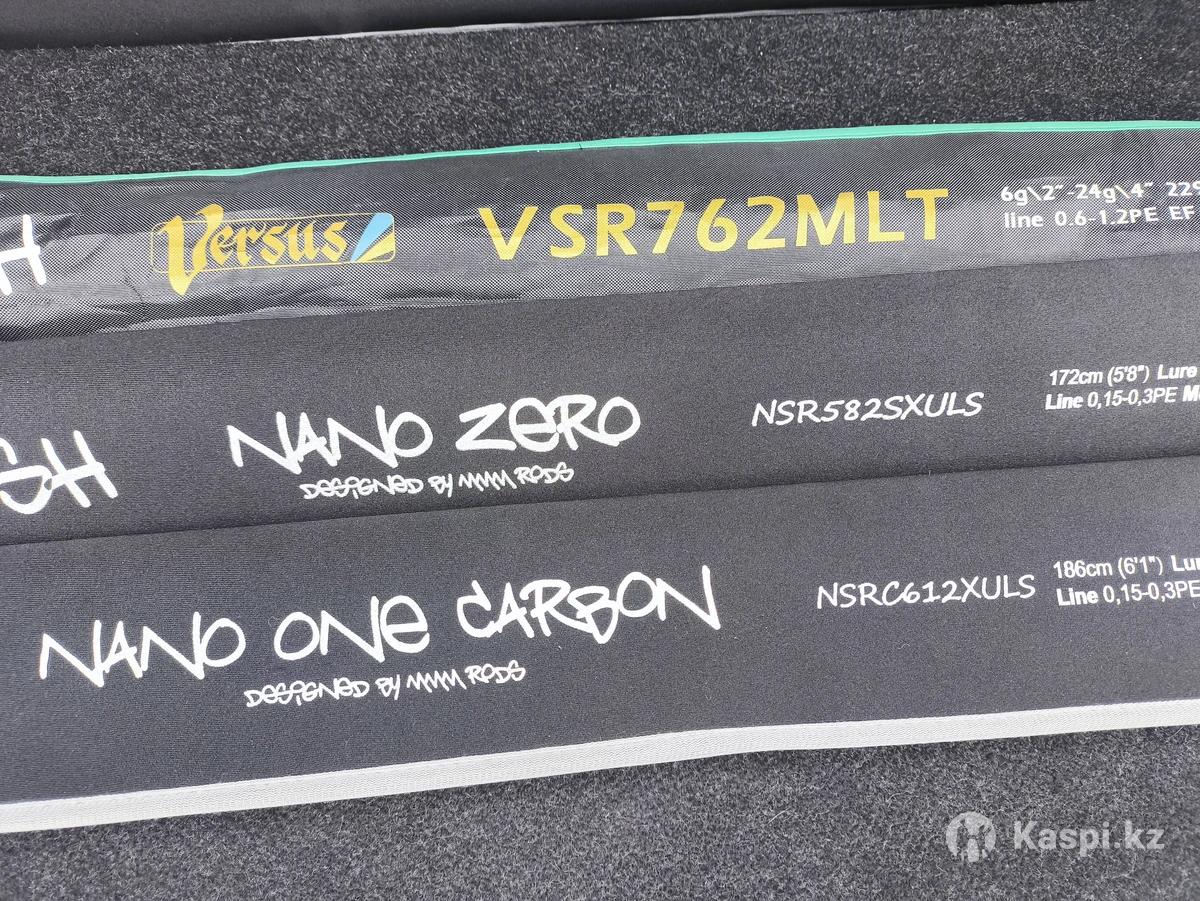 H
Versus
VSR762MLT
6g\2"-24g\4" 229
line 0.6-1.2PE EF
SH
NANO ZERO
DESIGNED BY MMM RODS
NSR582SXULS
172cm (5'8") Lure
Line 0,15-0,3PE Mo
NANO ONE CARBON
DESIGNED BY MMM RODS
NSRC612XULS
186cm (6'1") Lur
Line 0,15-0,3PE
Kaspi.kz